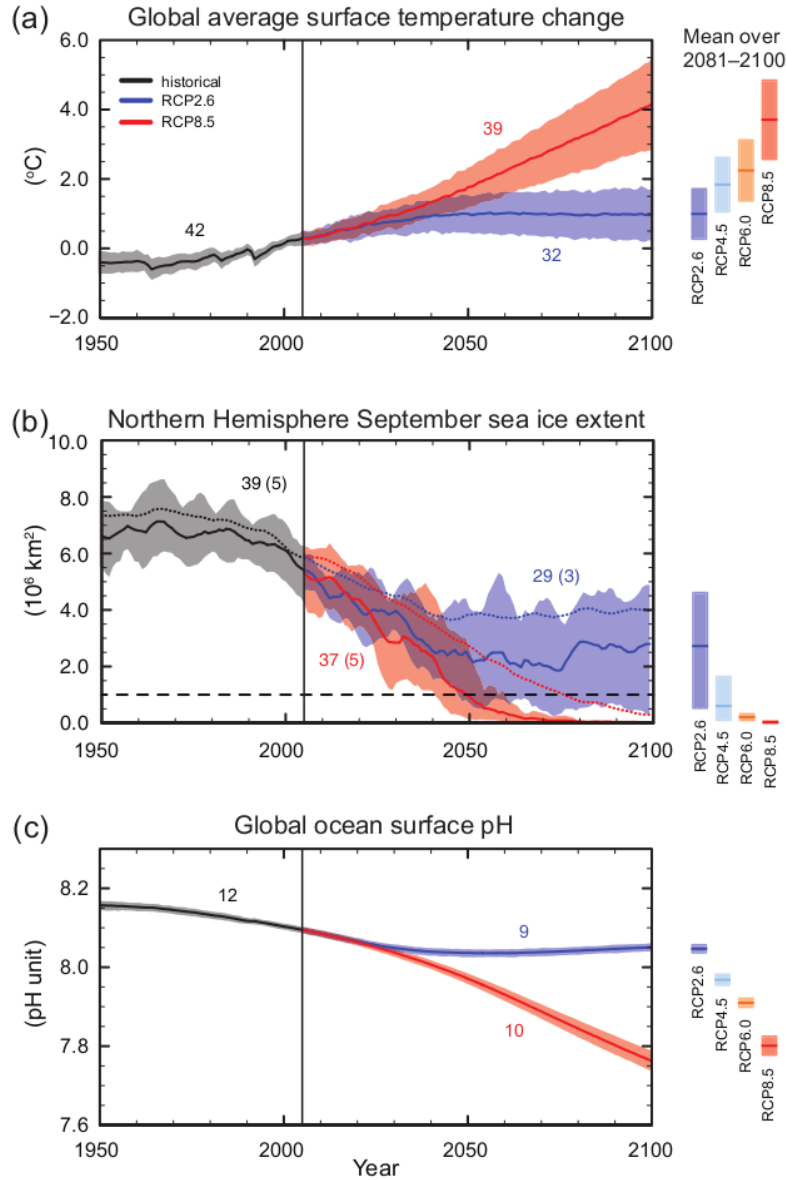 (a) Global average surface temperature change
Mean over
2081–2100
6.0
4.0
2.0
0.0
−2.0
(°C)
historical
RCP2.6
RCP8.5
42
39
32
1950 2000 2050 2100
RCP2.6
RCP4.5
RCP6.0
RCP8.5
(b) Northern Hemisphere September sea ice extent
10.0
8.0
6.0
4.0
2.0
0.0
(10⁶ km²)
39 (5)
29 (3)
37 (5)
1950 2000 2050 2100
RCP2.6
RCP4.5
RCP6.0
RCP8.5
(c) Global ocean surface pH
8.2
8.0
7.8
7.6
(pH unit)
12
9
10
1950 2000 2050 2100
Year
RCP2.6
RCP4.5
RCP6.0
RCP8.5